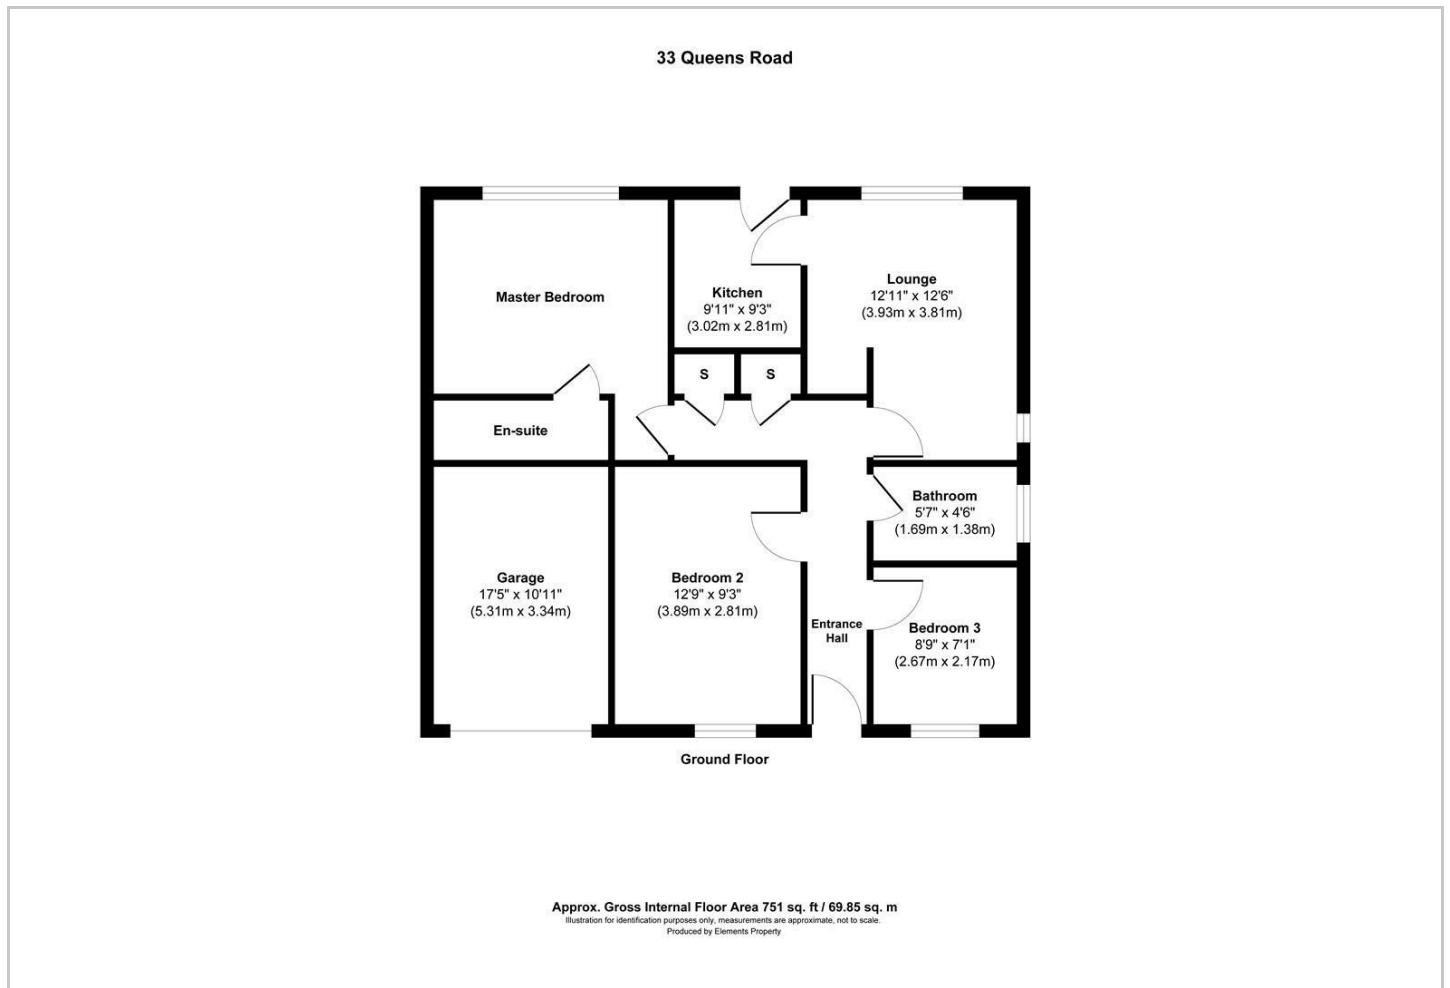 33 Queens Road
Master Bedroom
Kitchen
9'11" x 9'3"
(3.02m x 2.81m)
Lounge
12'11" x 12'6"
(3.93m x 3.81m)
S
S
En-suite
Bathroom
5'7" x 4'6"
(1.69m x 1.38m)
Garage
17'5" x 10'11"
(5.31m x 3.34m)
Bedroom 2
12'9" x 9'3"
(3.89m x 2.81m)
Entrance
Hall
Bedroom 3
8'9" x 7'1"
(2.67m x 2.17m)
Ground Floor
Approx. Gross Internal Floor Area 751 sq. ft / 69.85 sq. m
Illustration for identification purposes only, measurements are approximate, not to scale.
Produced by Elements Property